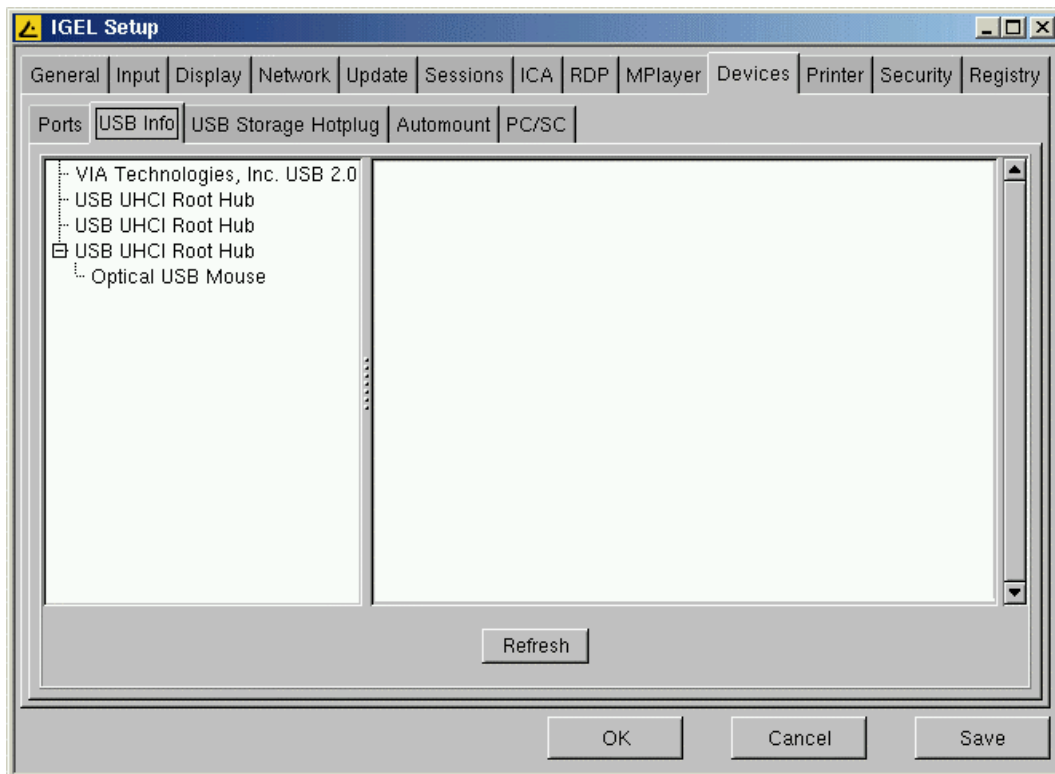 IGEL Setup
General Input Display Network Update Sessions ICA RDP MPlayer Devices Printer Security Registry
Ports USB Info USB Storage Hotplug Automount PC/SC
VIA Technologies, Inc. USB 2.0
USB UHCI Root Hub
USB UHCI Root Hub
USB UHCI Root Hub
Optical USB Mouse
Refresh
OK Cancel Save